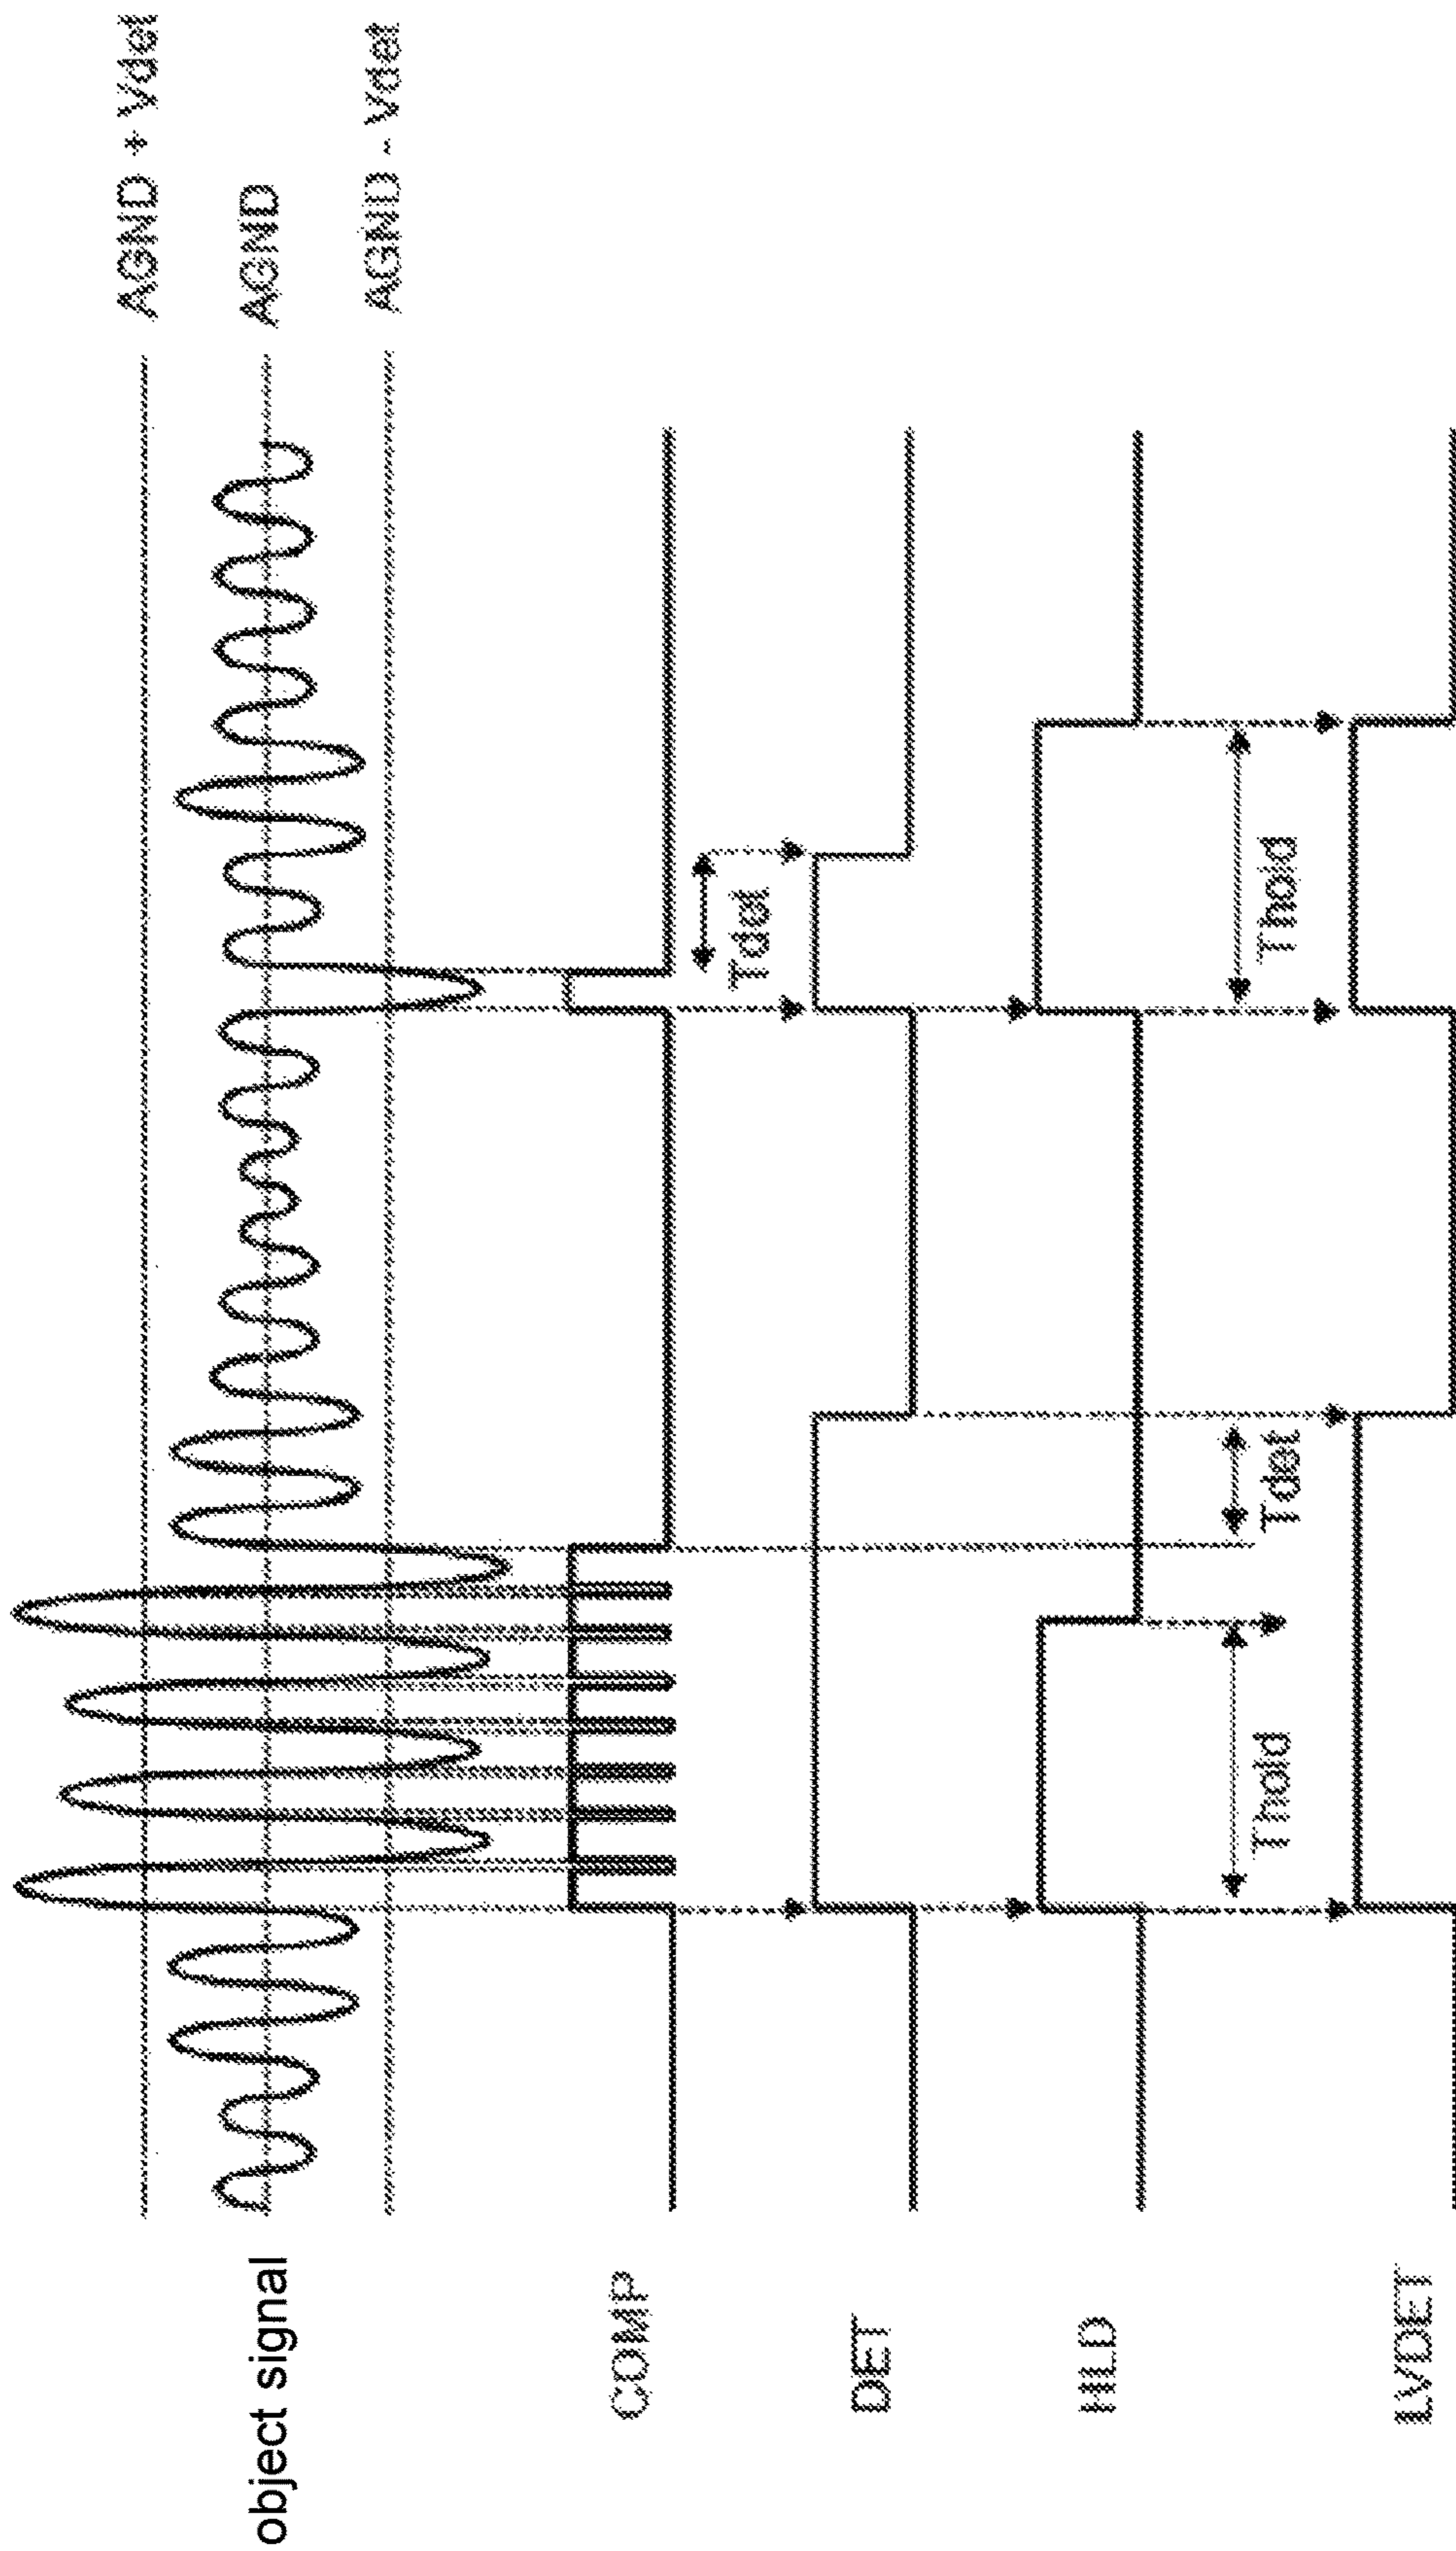 AGND + Vdet
AGND
AGND - Vdet
object signal
COMP
Tdet
DET
HLD
Thold
Tdet
Thold
LVDET